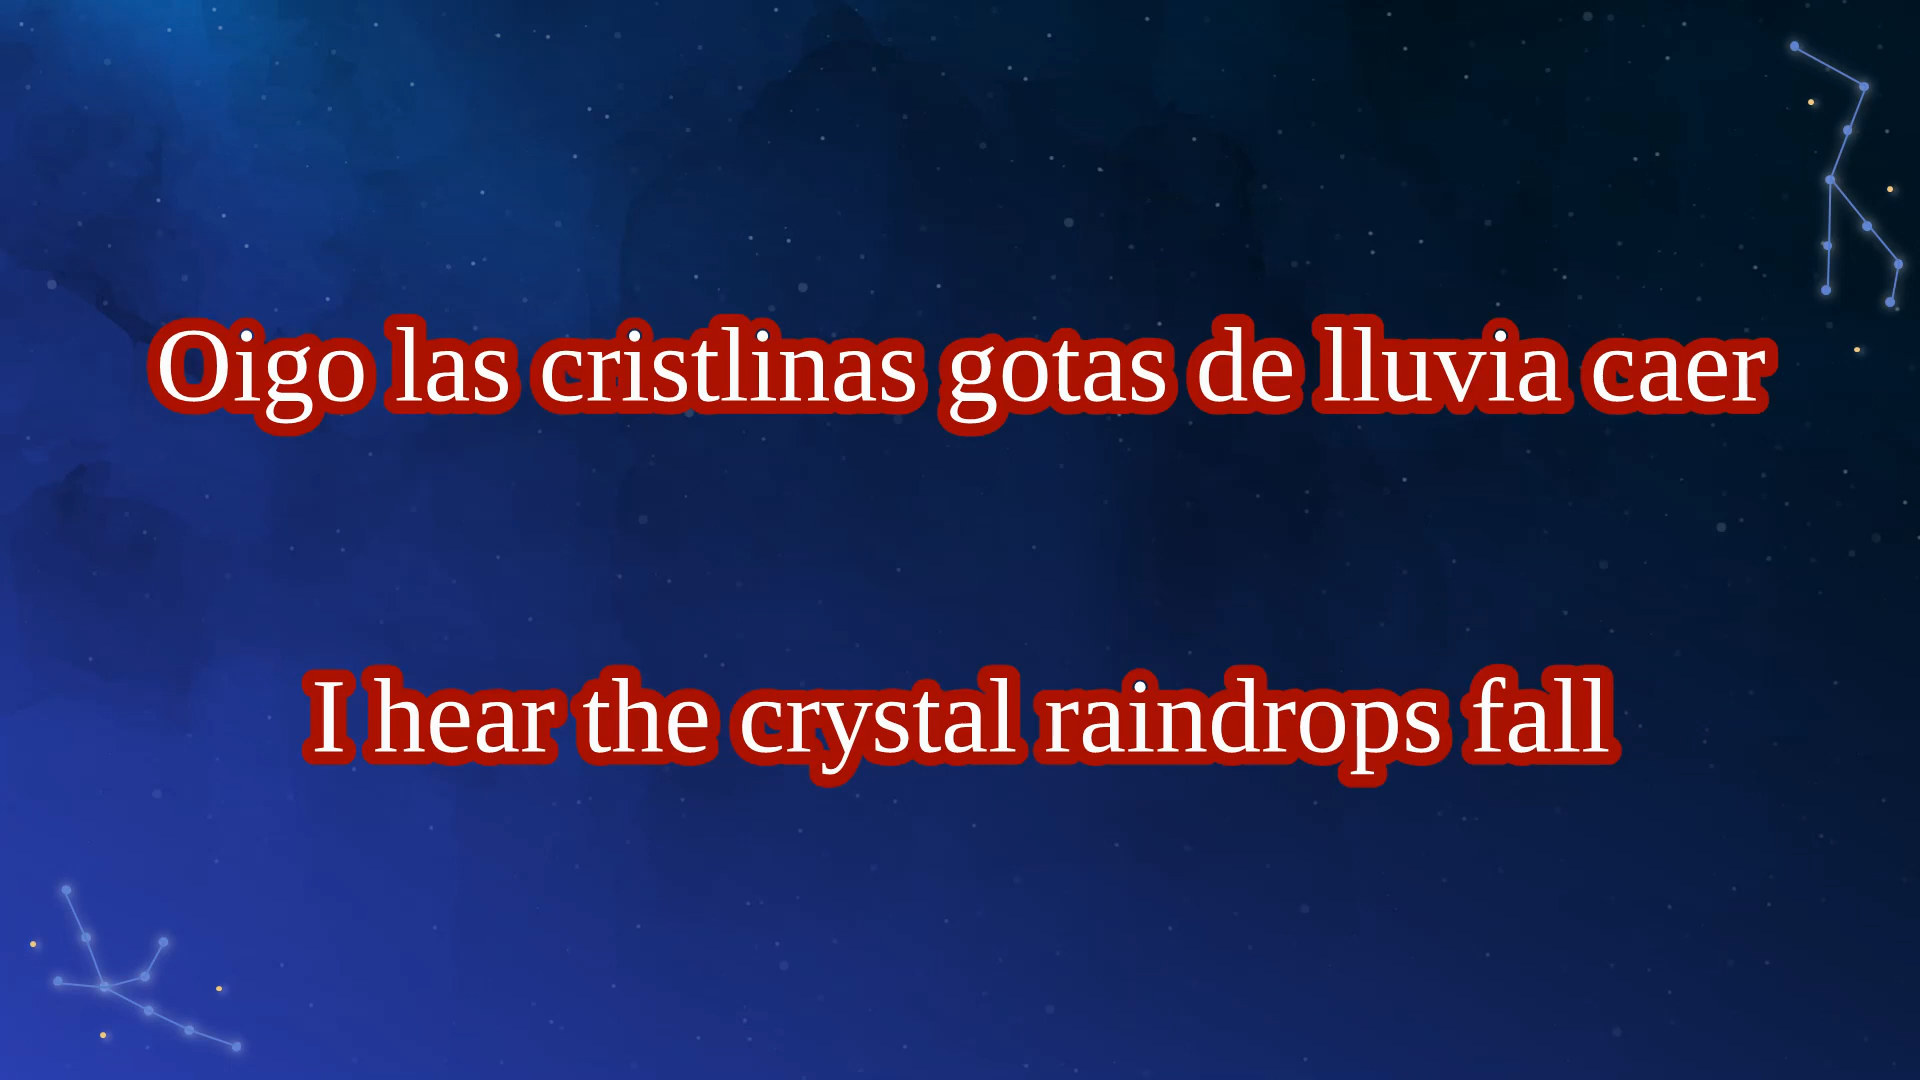 Oigo las cristlinas gotas de lluvia caer
I hear the crystal raindrops fall